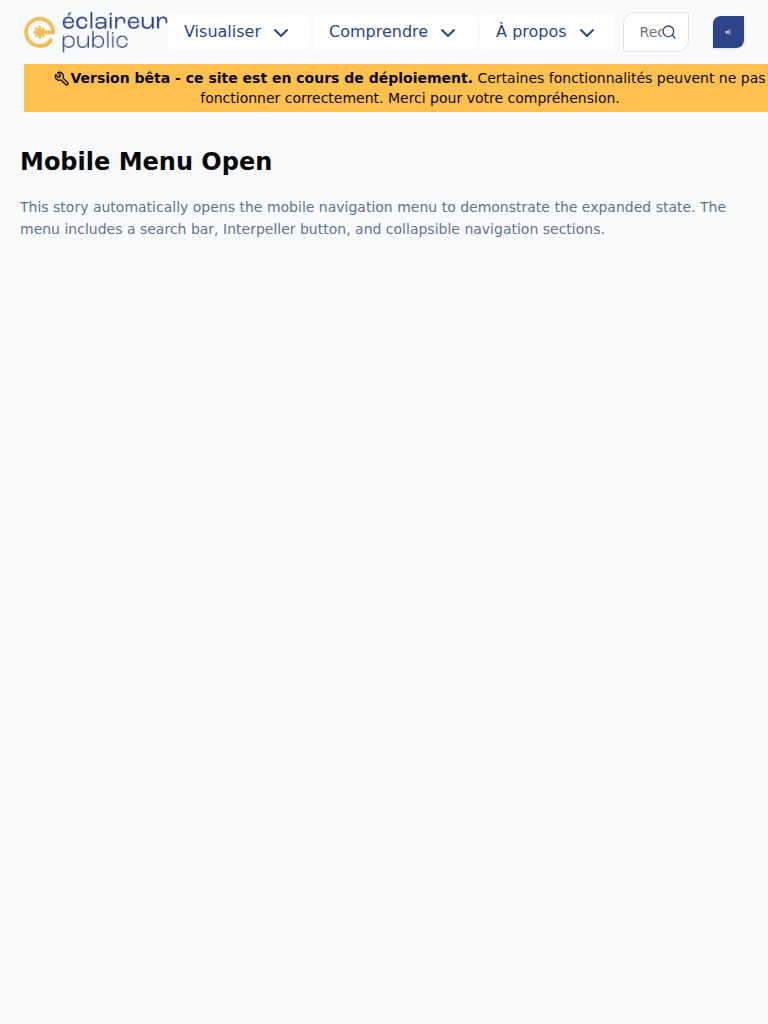 éclaireur
public
Visualiser
Comprendre
À propos
Rec
Version bêta - ce site est en cours de déploiement. Certaines fonctionnalités peuvent ne pas
fonctionner correctement. Merci pour votre compréhension.
Mobile Menu Open
This story automatically opens the mobile navigation menu to demonstrate the expanded state. The
menu includes a search bar, Interpeller button, and collapsible navigation sections.